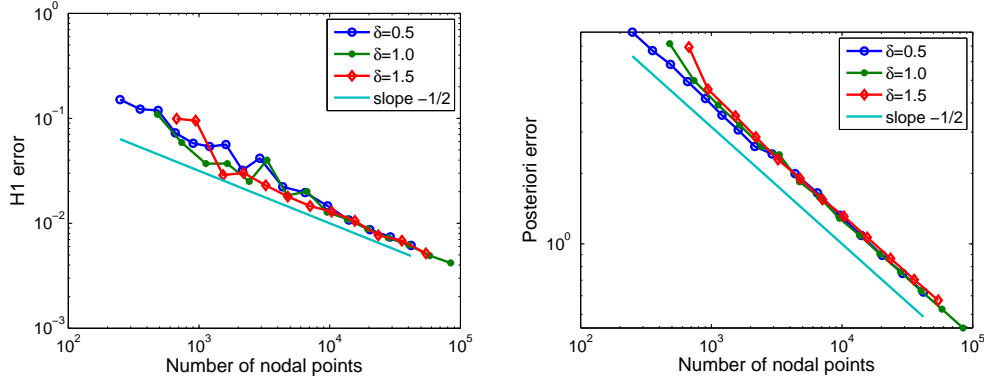 10^0
10^-1
10^-2
10^-3
H1 error
10^2 10^3 10^4 10^5
Number of nodal points
δ=0.5
δ=1.0
δ=1.5
slope −1/2
10^0
Posteriori error
10^2 10^3 10^4 10^5
Number of nodal points
δ=0.5
δ=1.0
δ=1.5
slope −1/2